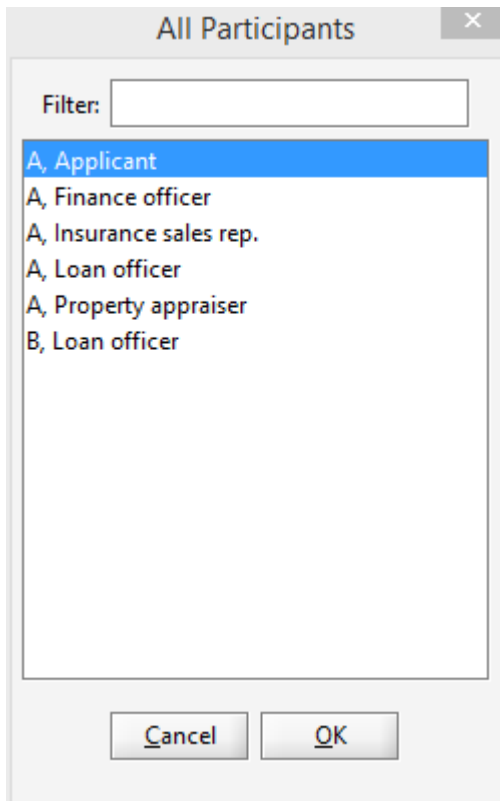 All Participants
Filter:
A, Applicant
A, Finance officer
A, Insurance sales rep.
A, Loan officer
A, Property appraiser
B, Loan officer
Cancel OK